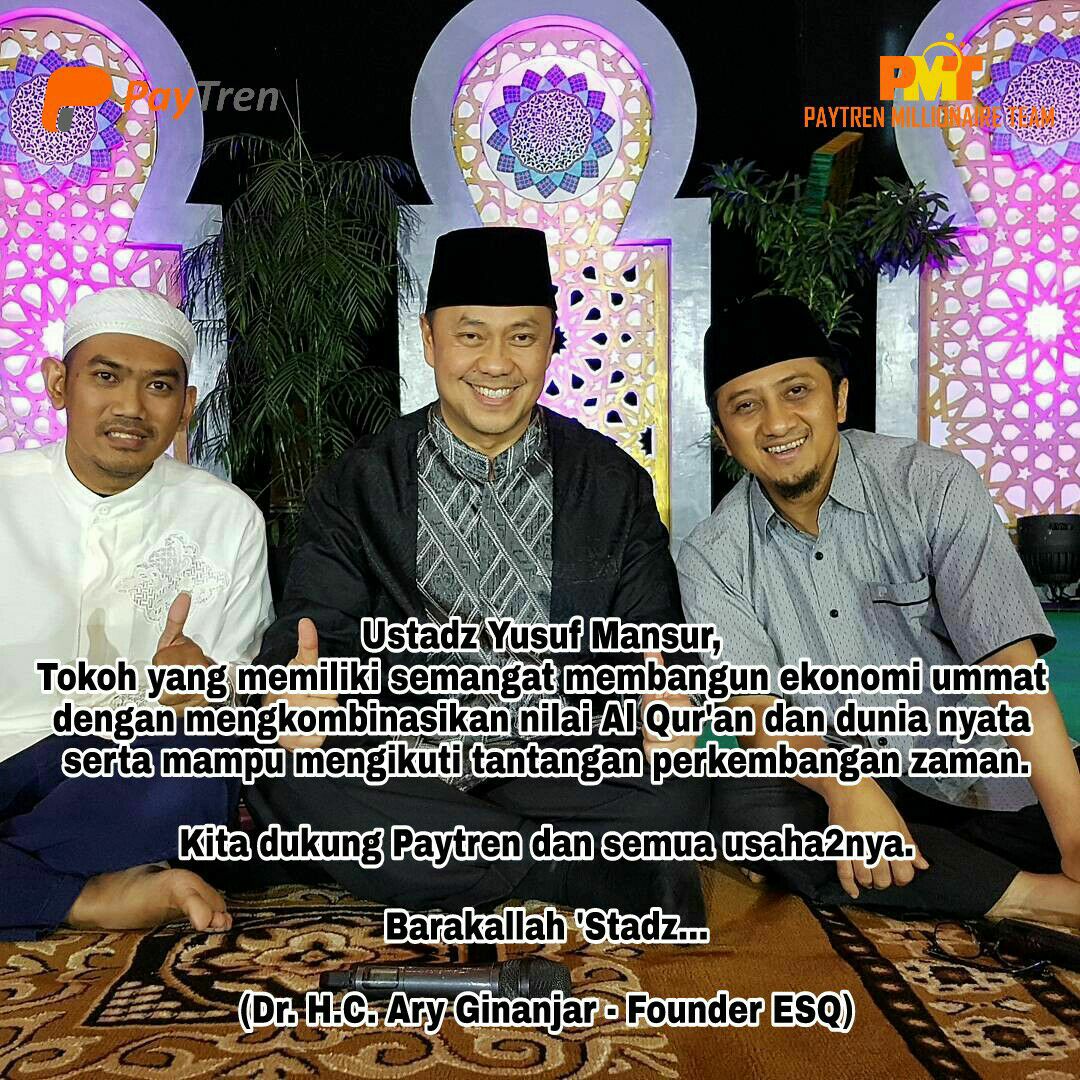 PayTren
PMT
PAYTREN MILLIONAIRE TEAM
Ustadz Yusuf Mansur,
Tokoh yang memiliki semangat membangun ekonomi ummat
dengan mengkombinasikan nilai Al Qur'an dan dunia nyata
serta mampu mengikuti tantangan perkembangan zaman.
Kita dukung Paytren dan semua usaha2nya.
Barakallah 'Stadz...
(Dr. H.C. Ary Ginanjar - Founder ESQ)